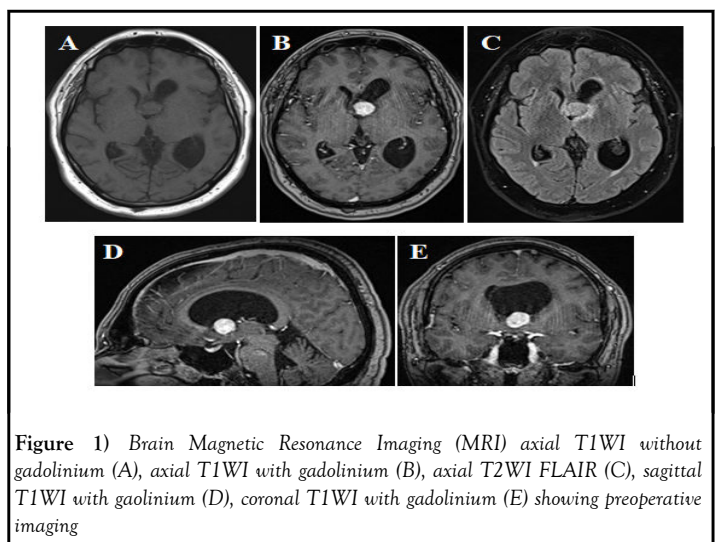 A
B
C
D
E
Figure 1) Brain Magnetic Resonance Imaging (MRI) axial T1WI without
gadolinium (A), axial T1WI with gadolinium (B), axial T2WI FLAIR (C), sagittal
T1WI with gaolinium (D), coronal T1WI with gadolinium (E) showing preoperative
imaging